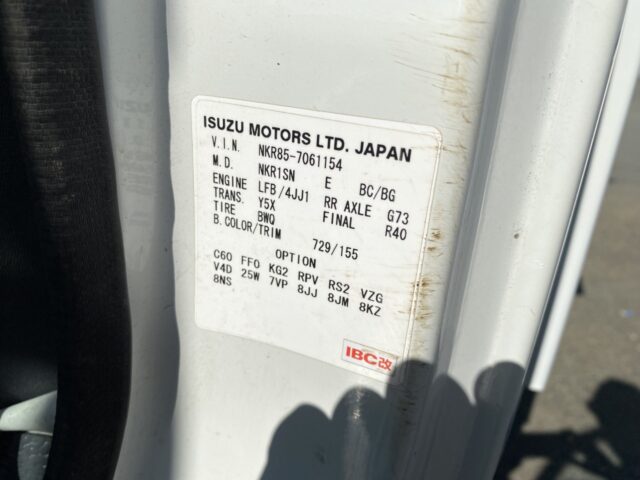 ISUZU MOTORS LTD. JAPAN
V.I.N. NKR85-7061154
M.D. NKR1SN E BC/BG
ENGINE LFB/4JJ1 RR AXLE G73
TRANS. Y5X FINAL R40
TIRE BWQ
B.COLOR/TRIM 729/155
OPTION
C60 FF0 KG2 RPV RS2 VZG
V4D 25W 7VP 8JJ 8JM 8KZ
8NS
IBC改